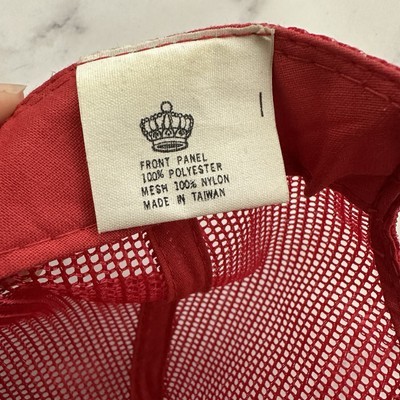 FRONT PANEL
100% POLYESTER
MESH 100% NYLON
MADE IN TAIWAN